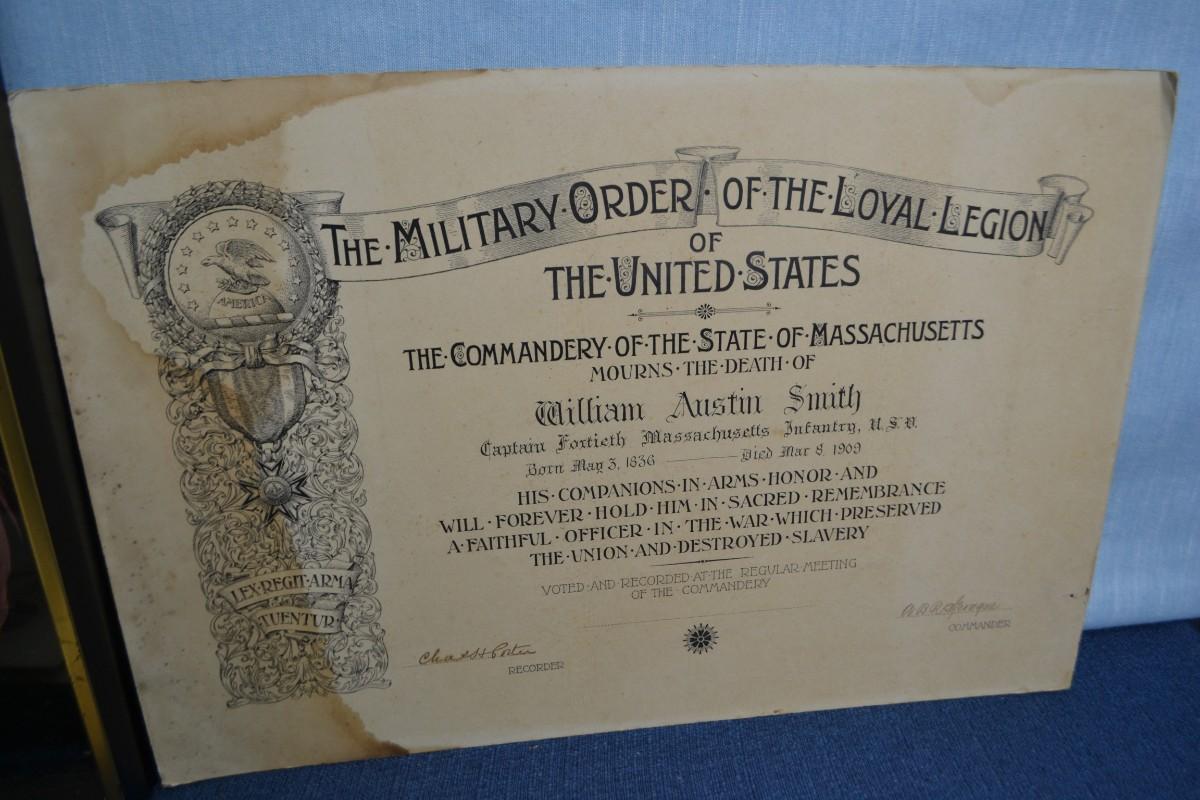 THE·MILITARY·ORDER·OF·THE·LOYAL·LEGION
OF
THE·UNITED·STATES
AMERICA
THE·COMMANDERY·OF·THE·STATE·OF·MASSACHUSETTS
MOURNS·THE·DEATH·OF
William Austin Smith
Captain Fortieth Massachusetts Infantry, U.S.V.
Born May 3, 1836 —— Died Mar 8, 1909
HIS·COMPANIONS·IN·ARMS·HONOR·AND
WILL·FOREVER·HOLD·HIM·IN·SACRED·REMEMBRANCE
A·FAITHFUL·OFFICER·IN·THE·WAR·WHICH·PRESERVED
THE·UNION·AND·DESTROYED·SLAVERY
VOTED·AND·RECORDED·AT·THE·REGULAR·MEETING
OF·THE·COMMANDERY
LEX·REGIT·ARMA
TUENTUR
Chas H Porter
RECORDER
A B R Sprague
COMMANDER